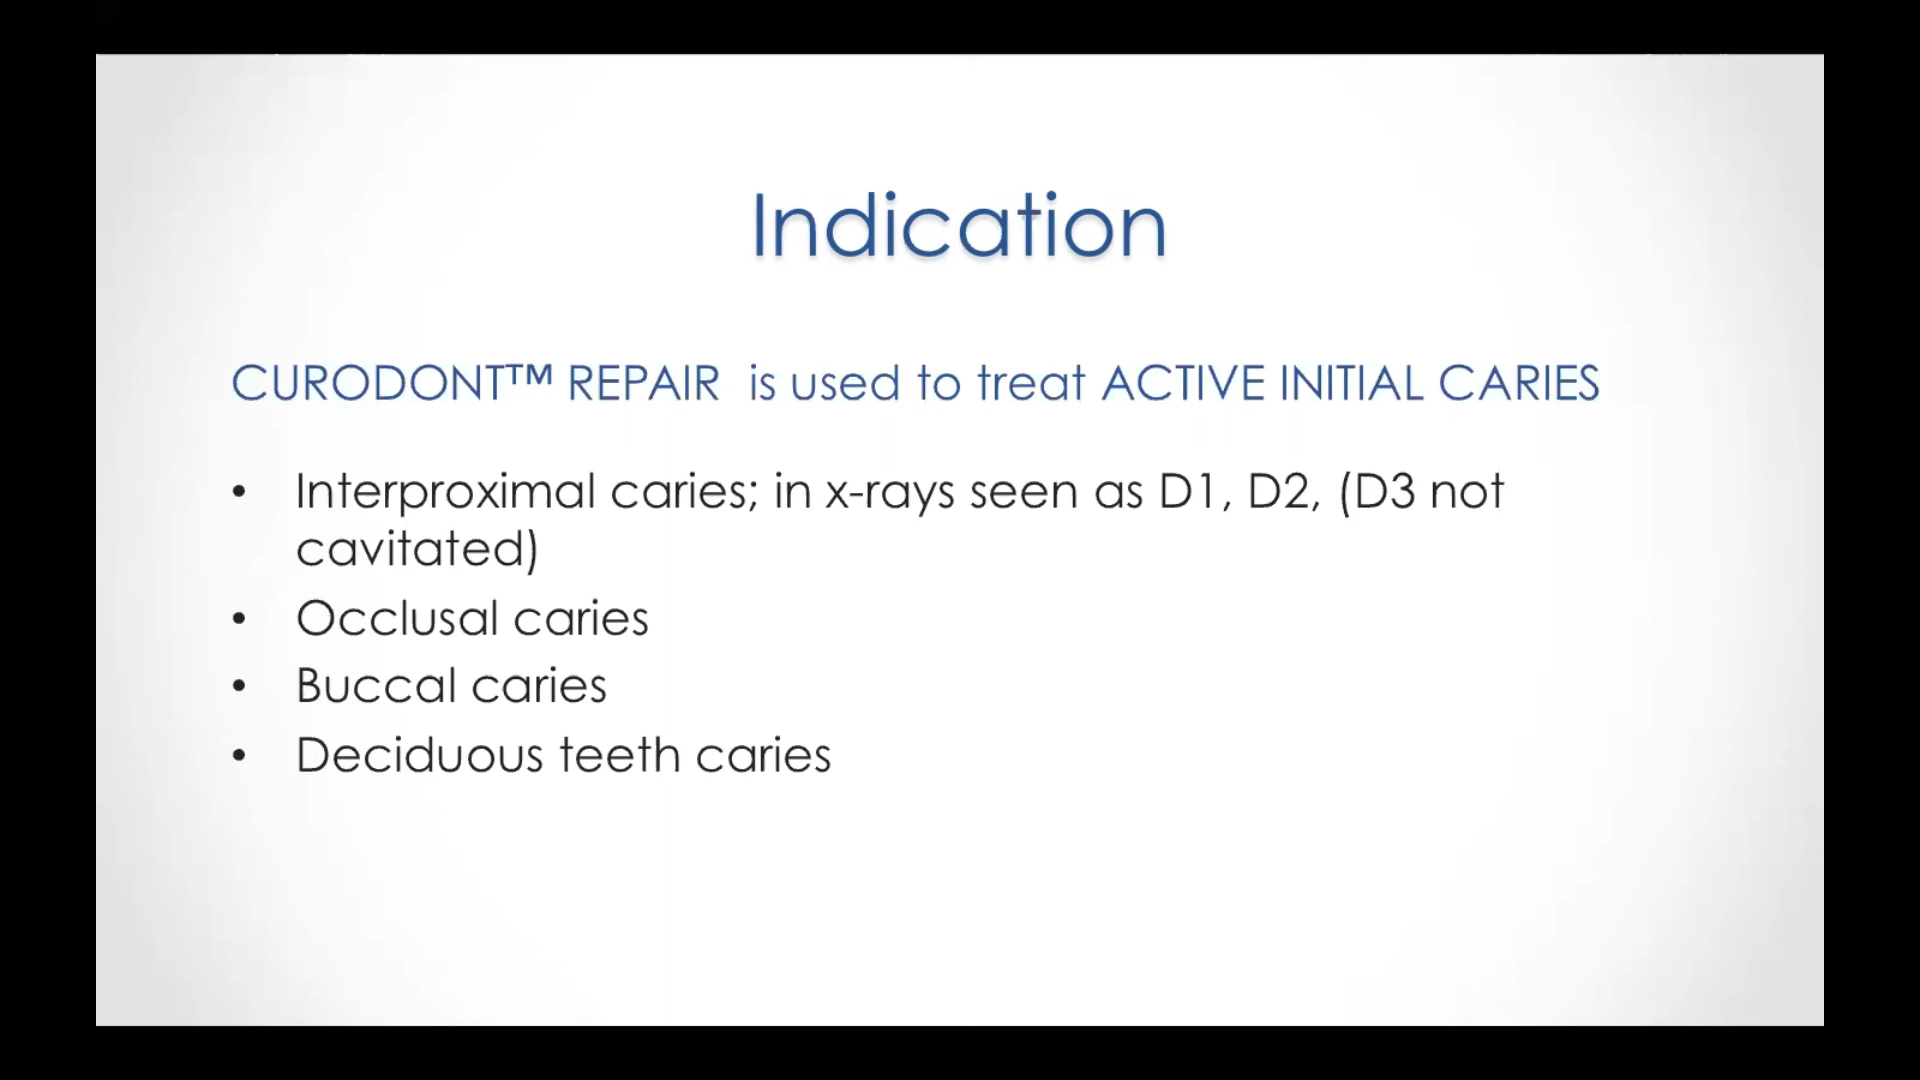 Indication
CURODONT™ REPAIR is used to treat ACTIVE INITIAL CARIES
• Interproximal caries; in x-rays seen as D1, D2, (D3 not
cavitated)
• Occlusal caries
• Buccal caries
• Deciduous teeth caries